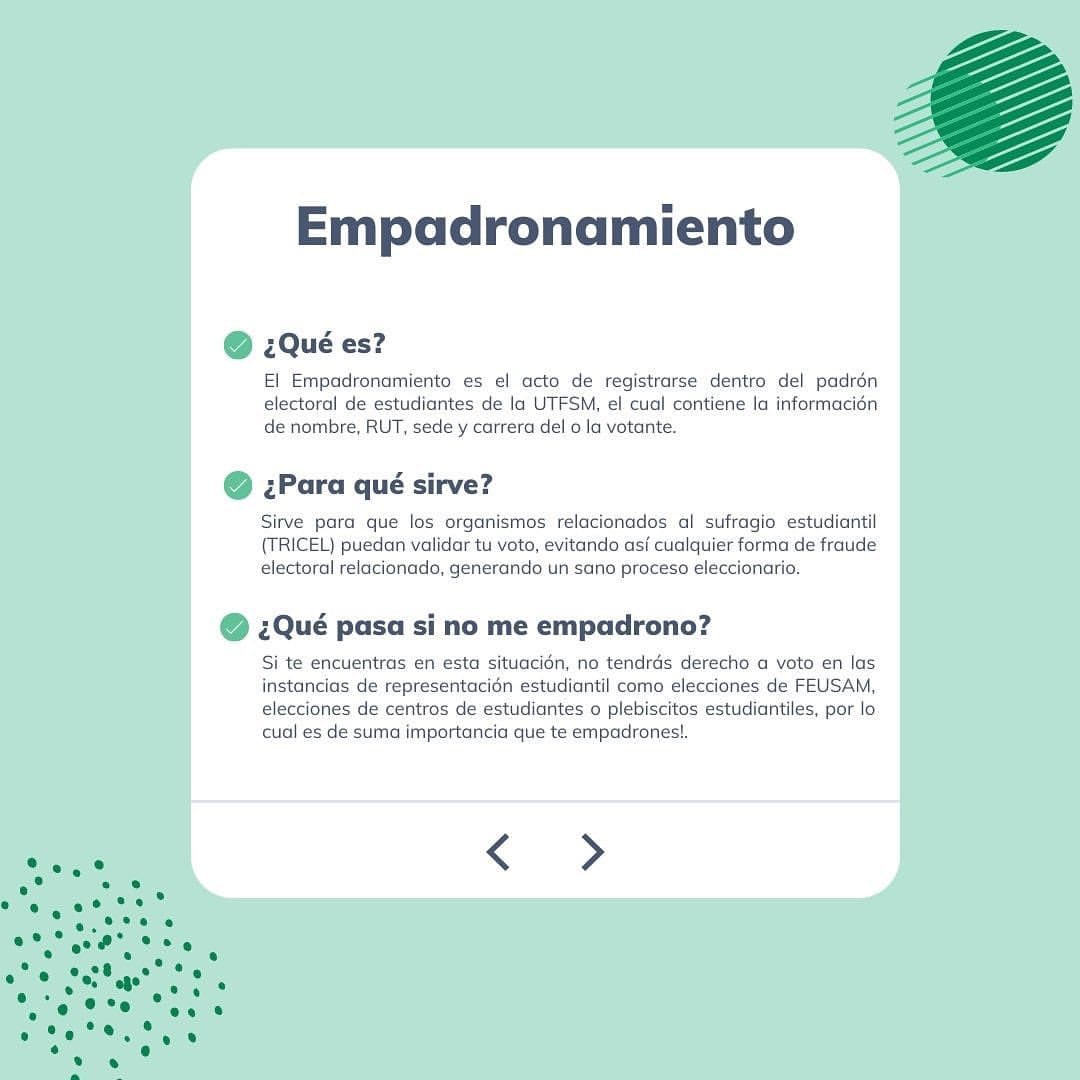 Empadronamiento
¿Qué es?
El Empadronamiento es el acto de registrarse dentro del padrón
electoral de estudiantes de la UTFSM, el cual contiene la información
de nombre, RUT, sede y carrera del o la votante.
¿Para qué sirve?
Sirve para que los organismos relacionados al sufragio estudiantil
(TRICEL) puedan validar tu voto, evitando así cualquier forma de fraude
electoral relacionado, generando un sano proceso eleccionario.
¿Qué pasa si no me empadrono?
Si te encuentras en esta situación, no tendrás derecho a voto en las
instancias de representación estudiantil como elecciones de FEUSAM,
elecciones de centros de estudiantes o plebiscitos estudiantiles, por lo
cual es de suma importancia que te empadrones!.